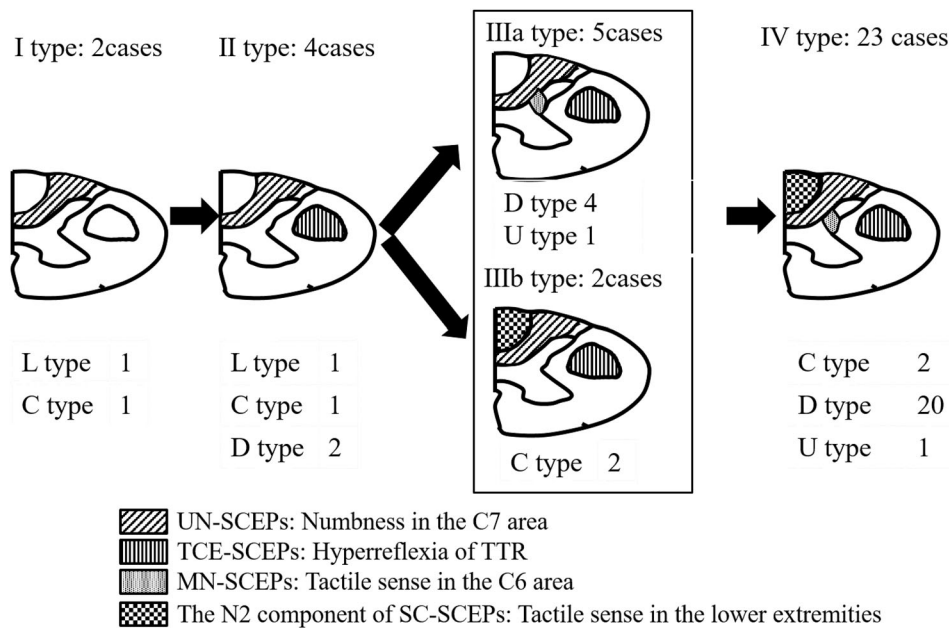 I type: 2cases
L type 1
C type 1
II type: 4cases
L type 1
C type 1
D type 2
IIIa type: 5cases
D type 4
U type 1
IIIb type: 2cases
C type 2
IV type: 23 cases
C type 2
D type 20
U type 1
UN-SCEPs: Numbness in the C7 area
TCE-SCEPs: Hyperreflexia of TTR
MN-SCEPs: Tactile sense in the C6 area
The N2 component of SC-SCEPs: Tactile sense in the lower extremities